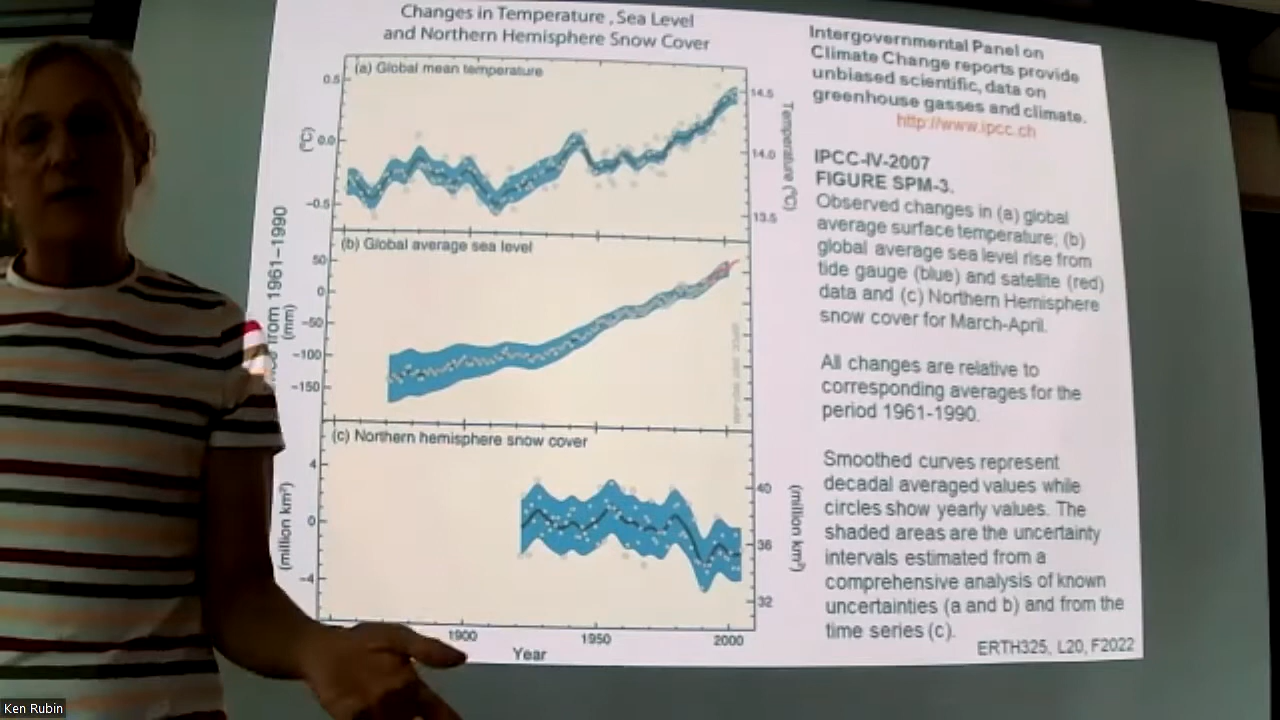 Changes in Temperature , Sea Level
and Northern Hemisphere Snow Cover
(a) Global mean temperature
0.5
0.0
−0.5
(°C)
14.5
14.0
13.5
Temperature (°C)
(b) Global average sea level
50
0
−50
−100
−150
(mm)
from 1961–1990
(c) Northern hemisphere snow cover
4
0
−4
(million km²)
40
36
32
(million km²)
1900
1950
2000
Year
Intergovernmental Panel on
Climate Change reports provide
unbiased scientific, data on
greenhouse gasses and climate.
http://www.ipcc.ch
IPCC-IV-2007
FIGURE SPM-3.
Observed changes in (a) global
average surface temperature; (b)
global average sea level rise from
tide gauge (blue) and satellite (red)
data and (c) Northern Hemisphere
snow cover for March-April.
All changes are relative to
corresponding averages for the
period 1961-1990.
Smoothed curves represent
decadal averaged values while
circles show yearly values. The
shaded areas are the uncertainty
intervals estimated from a
comprehensive analysis of known
uncertainties (a and b) and from the
time series (c).
ERTH325, L20, F2022
Ken Rubin